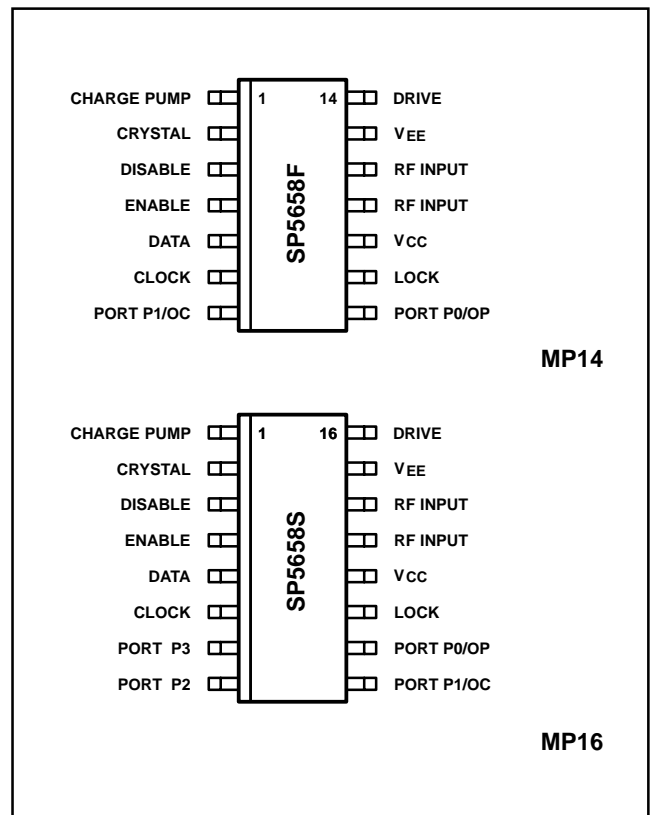 CHARGE PUMP 1 14 DRIVE
CRYSTAL VEE
DISABLE RF INPUT
ENABLE RF INPUT
DATA VCC
CLOCK LOCK
PORT P1/OC PORT P0/OP
SP5658F
MP14
CHARGE PUMP 1 16 DRIVE
CRYSTAL VEE
DISABLE RF INPUT
ENABLE RF INPUT
DATA VCC
CLOCK LOCK
PORT P3 PORT P0/OP
PORT P2 PORT P1/OC
SP5658S
MP16